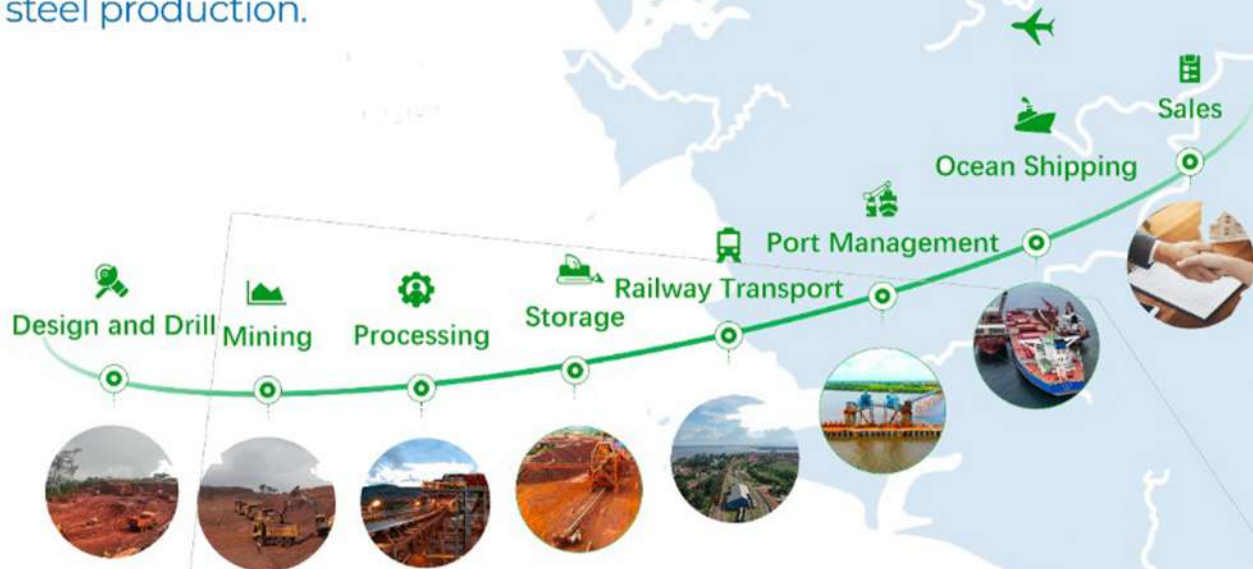 steel production.
Design and Drill
Mining
Processing
Storage
Railway Transport
Port Management
Ocean Shipping
Sales